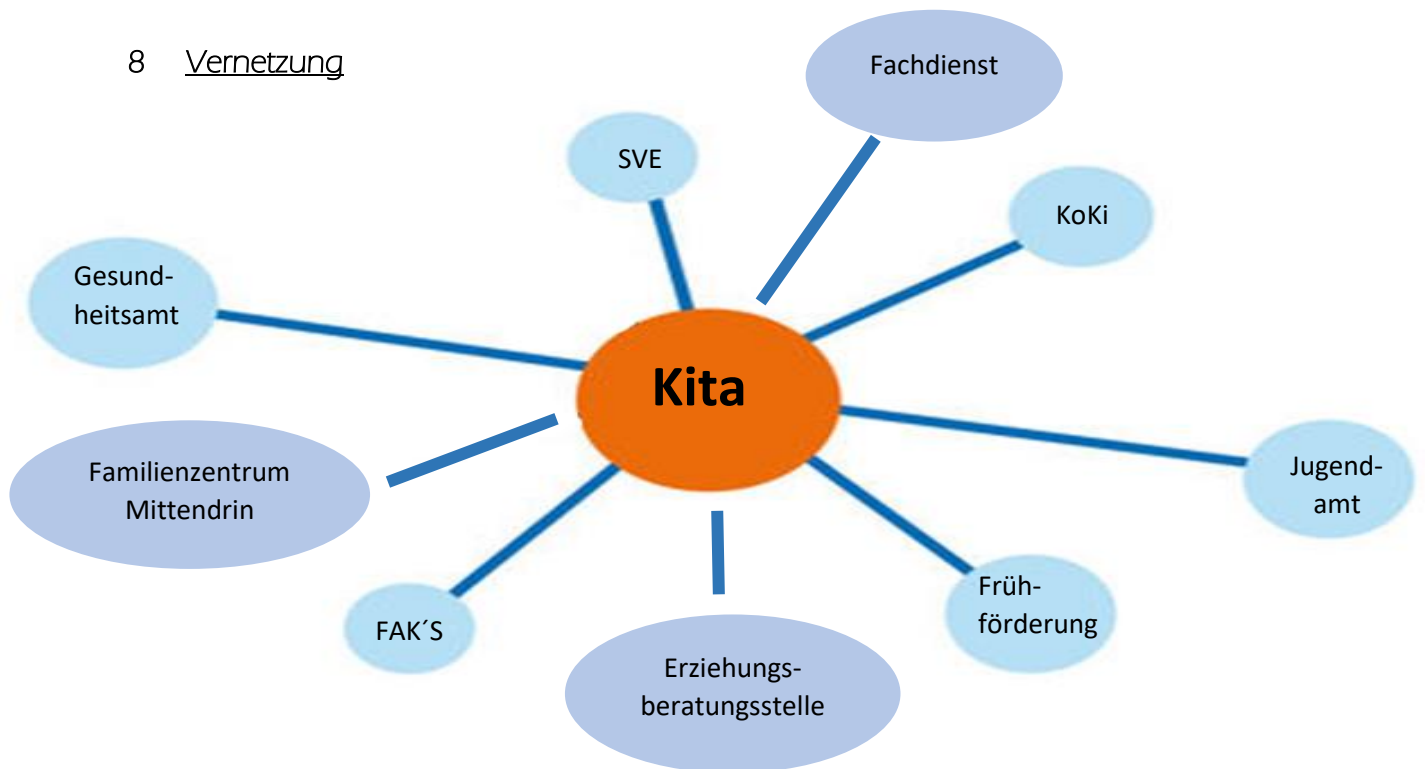 8 Vernetzung
Fachdienst
SVE
KoKi
Gesund-
heitsamt
Kita
Familienzentrum
Mittendrin
Jugend-
amt
Früh-
förderung
FAK´S
Erziehungs-
beratungsstelle